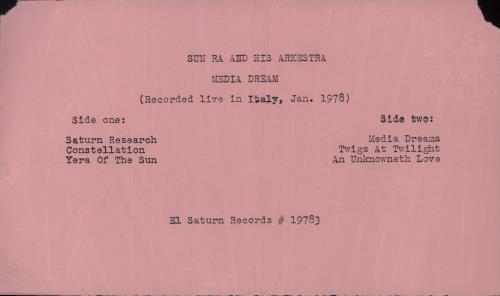 SUN RA AND HIS ARKESTRA
MEDIA DREAM
(Recorded live in Italy, Jan. 1978)
Side one:
Saturn Research
Constellation
Yera Of The Sun
Side two:
Media Dreams
Twigs At Twilight
An Unknowneth Love
El Saturn Records # 19783